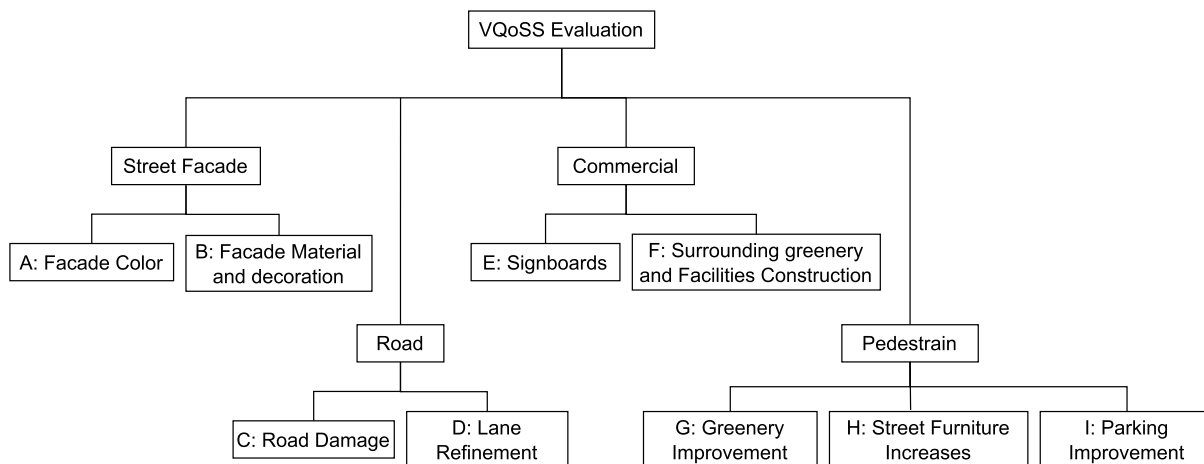 VQoSS Evaluation
Street Facade
Commercial
A: Facade Color
B: Facade Material
and decoration
E: Signboards
F: Surrounding greenery
and Facilities Construction
Road
Pedestrain
C: Road Damage
D: Lane
Refinement
G: Greenery
Improvement
H: Street Furniture
Increases
I: Parking
Improvement